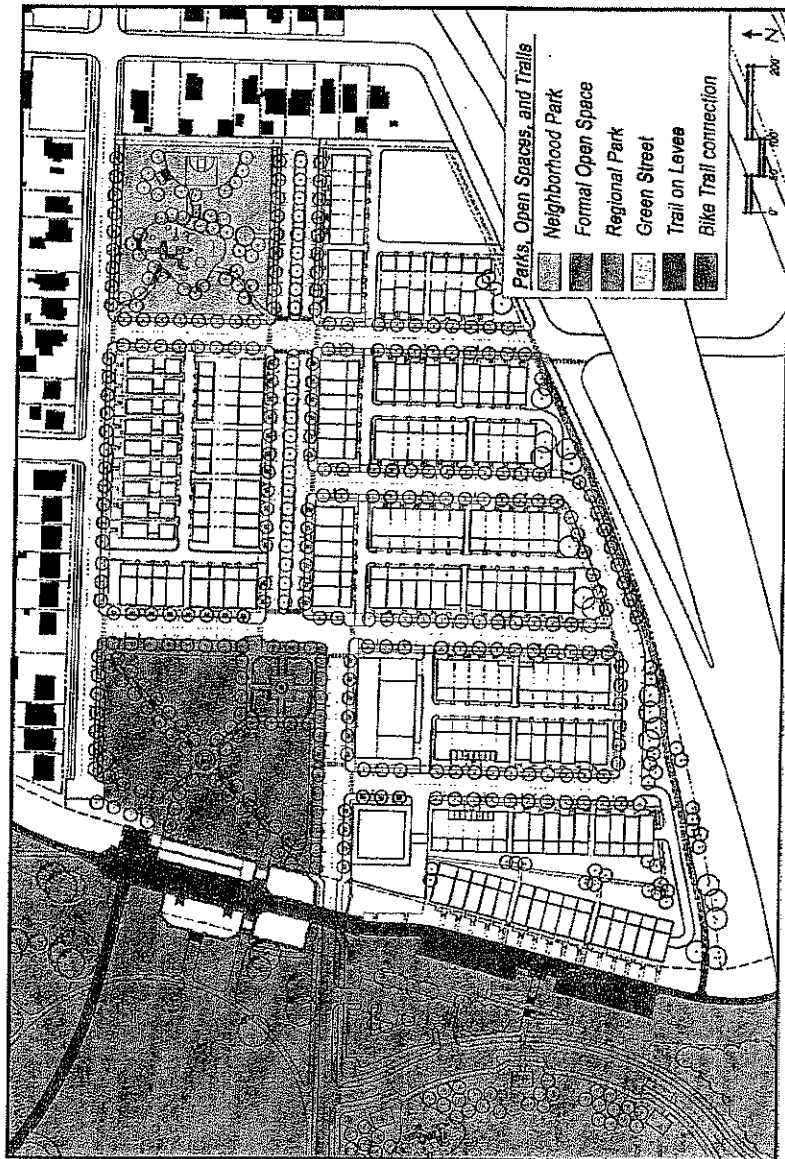 Parks, Open Spaces, and Trails
Neighborhood Park
Formal Open Space
Regional Park
Green Street
Trail on Levee
Bike Trail connection
0' 50' 100' 200'
N